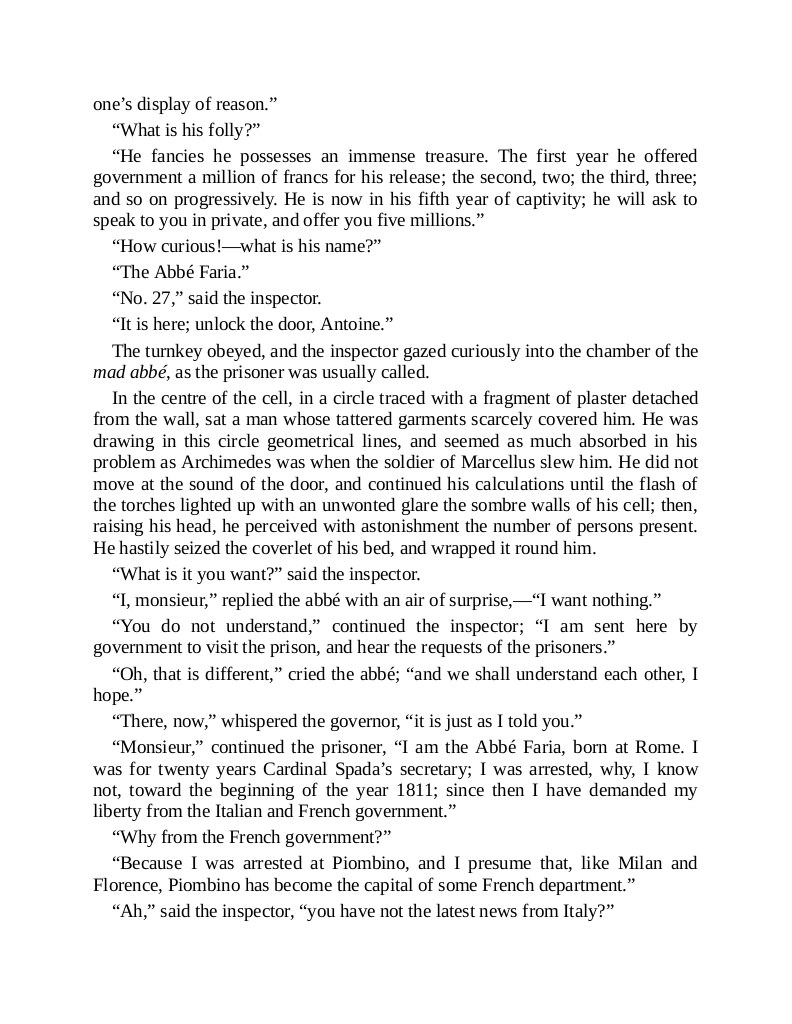 one’s display of reason.”
“What is his folly?”
“He fancies he possesses an immense treasure. The first year he offered
government a million of francs for his release; the second, two; the third, three;
and so on progressively. He is now in his fifth year of captivity; he will ask to
speak to you in private, and offer you five millions.”
“How curious!—what is his name?”
“The Abbé Faria.”
“No. 27,” said the inspector.
“It is here; unlock the door, Antoine.”
The turnkey obeyed, and the inspector gazed curiously into the chamber of the
mad abbé, as the prisoner was usually called.
In the centre of the cell, in a circle traced with a fragment of plaster detached
from the wall, sat a man whose tattered garments scarcely covered him. He was
drawing in this circle geometrical lines, and seemed as much absorbed in his
problem as Archimedes was when the soldier of Marcellus slew him. He did not
move at the sound of the door, and continued his calculations until the flash of
the torches lighted up with an unwonted glare the sombre walls of his cell; then,
raising his head, he perceived with astonishment the number of persons present.
He hastily seized the coverlet of his bed, and wrapped it round him.
“What is it you want?” said the inspector.
“I, monsieur,” replied the abbé with an air of surprise,—“I want nothing.”
“You do not understand,” continued the inspector; “I am sent here by
government to visit the prison, and hear the requests of the prisoners.”
“Oh, that is different,” cried the abbé; “and we shall understand each other, I
hope.”
“There, now,” whispered the governor, “it is just as I told you.”
“Monsieur,” continued the prisoner, “I am the Abbé Faria, born at Rome. I
was for twenty years Cardinal Spada’s secretary; I was arrested, why, I know
not, toward the beginning of the year 1811; since then I have demanded my
liberty from the Italian and French government.”
“Why from the French government?”
“Because I was arrested at Piombino, and I presume that, like Milan and
Florence, Piombino has become the capital of some French department.”
“Ah,” said the inspector, “you have not the latest news from Italy?”